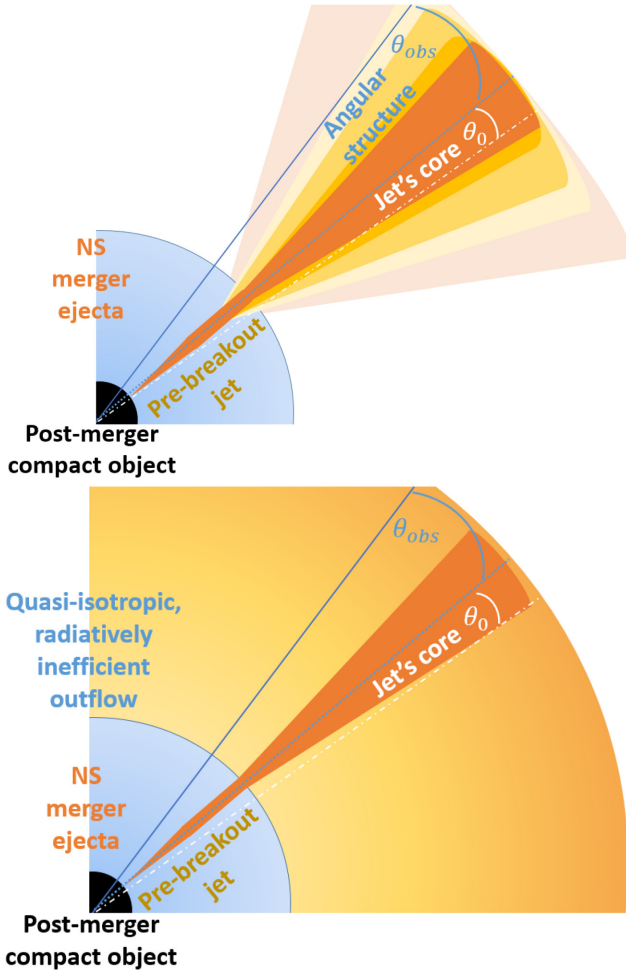 θobs
Angular
structure
θ0
Jet's core
NS
merger
ejecta
Pre-breakout
jet
Post-merger
compact object
θobs
Quasi-isotropic,
radiatively
inefficient
outflow
θ0
Jet's core
NS
merger
ejecta
Pre-breakout
jet
Post-merger
compact object